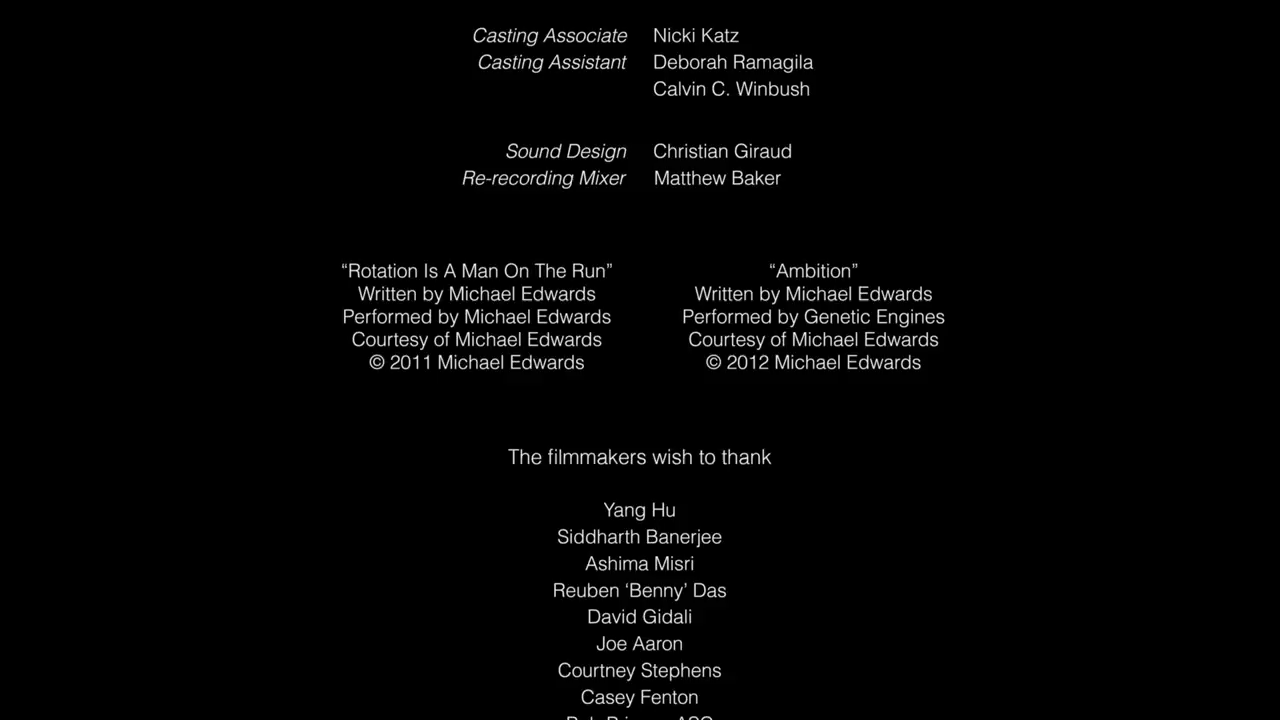 Casting Associate Nicki Katz
Casting Assistant Deborah Ramagila
Calvin C. Winbush
Sound Design Christian Giraud
Re-recording Mixer Matthew Baker
“Rotation Is A Man On The Run”
Written by Michael Edwards
Performed by Michael Edwards
Courtesy of Michael Edwards
© 2011 Michael Edwards
“Ambition”
Written by Michael Edwards
Performed by Genetic Engines
Courtesy of Michael Edwards
© 2012 Michael Edwards
The filmmakers wish to thank
Yang Hu
Siddharth Banerjee
Ashima Misri
Reuben ‘Benny’ Das
David Gidali
Joe Aaron
Courtney Stephens
Casey Fenton